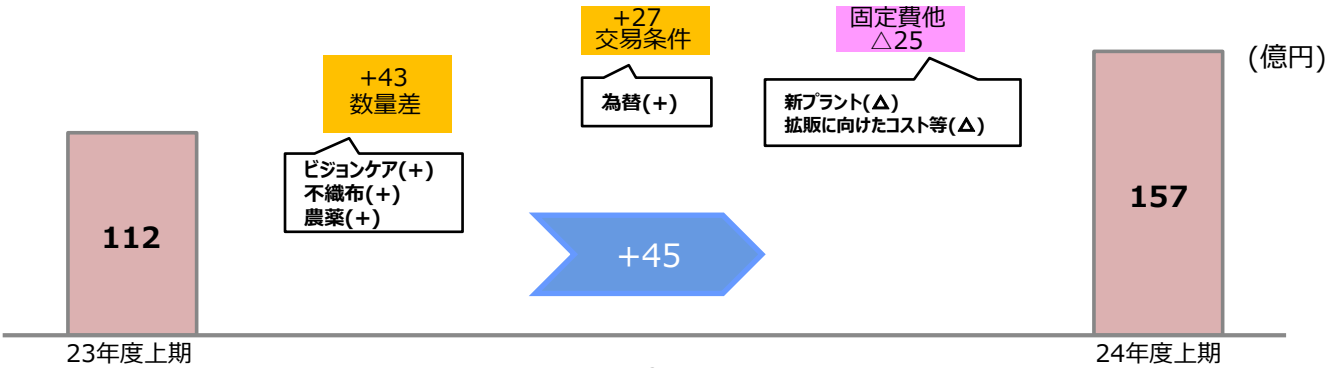 +27
交易条件
固定費他
△25
(億円)
+43
数量差
為替(+)
新プラント(△)
拡販に向けたコスト等(△)
ビジョンケア(+)
不織布(+)
農薬(+)
112
+45
157
23年度上期
24年度上期